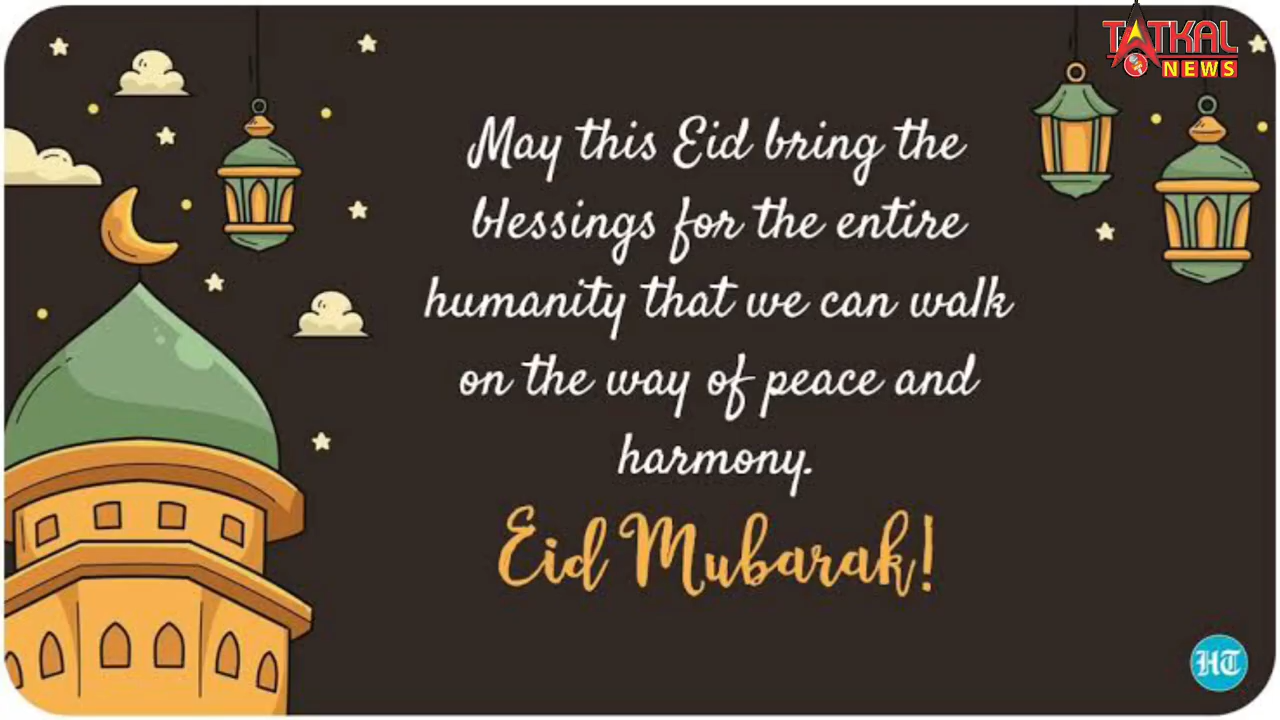 TATKAL
NEWS
May this Eid bring the
blessings for the entire
humanity that we can walk
on the way of peace and
harmony.
Eid Mubarak!
HT